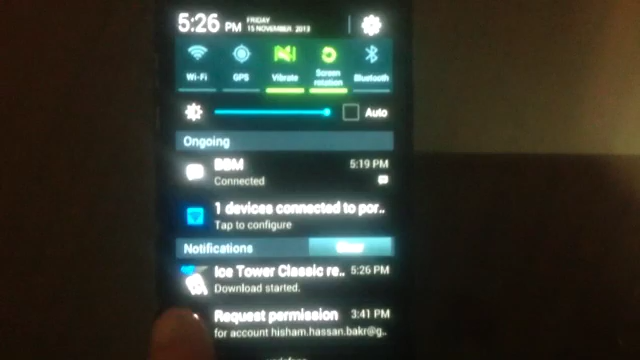 5:26 PM
FRIDAY
15 NOVEMBER 2013
Wi-Fi
GPS
Vibrate
Screen rotation
Bluetooth
Auto
Ongoing
BBM 5:19 PM
Connected
1 devices connected to por..
Tap to configure
Notifications
Ice Tower Classic re.. 5:26 PM
Download started.
Request permission 3:41 PM
for account hisham.hassan.bakr@g..